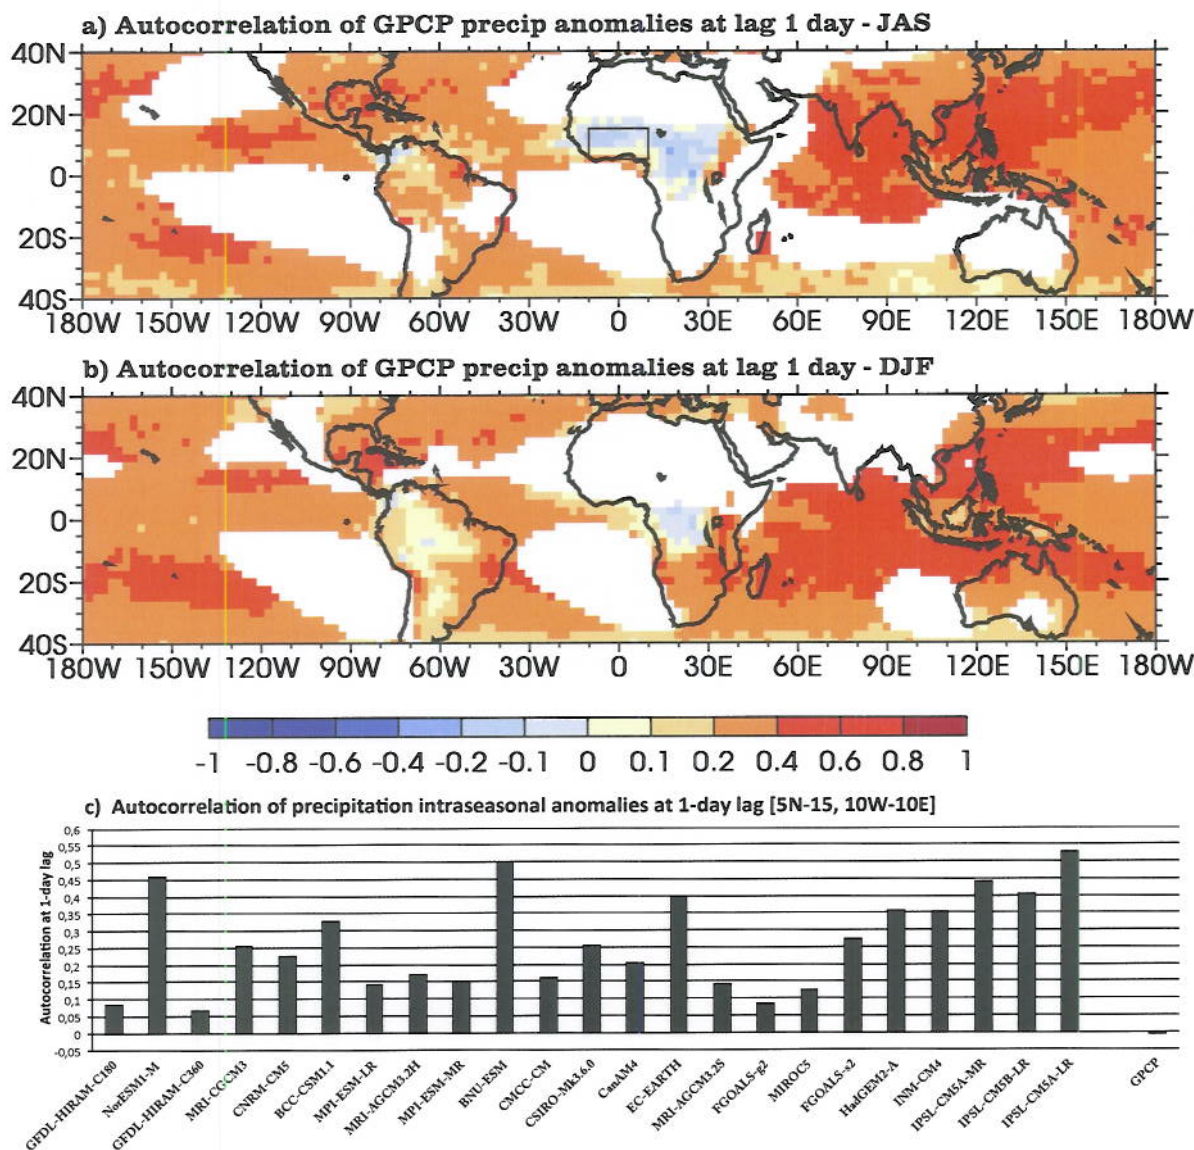 a) Autocorrelation of GPCP precip anomalies at lag 1 day - JAS
40N
20N
0
20S
40S
180W 150W 120W 90W 60W 30W 0 30E 60E 90E 120E 150E 180W
b) Autocorrelation of GPCP precip anomalies at lag 1 day - DJF
40N
20N
0
20S
40S
180W 150W 120W 90W 60W 30W 0 30E 60E 90E 120E 150E 180W
-1 -0.8 -0.6 -0.4 -0.2 -0.1 0 0.1 0.2 0.4 0.6 0.8 1
c) Autocorrelation of precipitation intraseasonal anomalies at 1-day lag [5N-15, 10W-10E]
Autocorrelation at 1-day lag
0,6
0,55
0,5
0,45
0,4
0,35
0,3
0,25
0,2
0,15
0,1
0,05
0
-0,05
GFDL-HIRAM-C180
NorESM1-M
GFDL-HIRAM-C360
MRI-CGCM3
CNRM-CM5
BCC-CSM1.1
MPI-ESM-LR
MRI-AGCM3.2H
MPI-ESM-MR
BNU-ESM
CMCC-CM
CSIRO-Mk3.6.0
CanAM4
EC-EARTH
MRI-AGCM3.2S
FGOALS-g2
MIROC5
FGOALS-s2
HadGEM2-A
INM-CM4
IPSL-CM5A-MR
IPSL-CM5B-LR
IPSL-CM5A-LR
GPCP